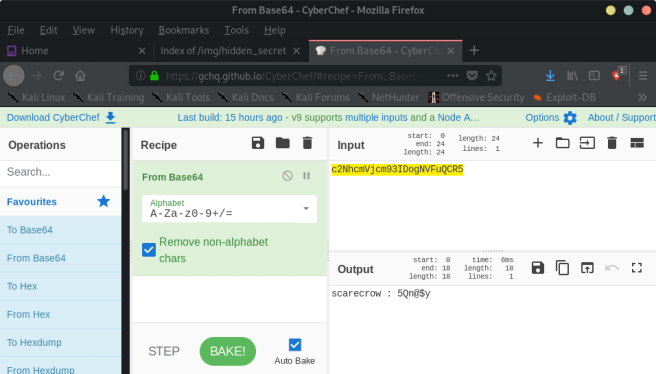 From Base64 - CyberChef - Mozilla Firefox
File Edit View History Bookmarks Tools Help
Home Index of /img/hidden_secret From Base64 - CyberCh
https://gchq.github.io/CyberChef/#recipe=From_Base 1
Kali Linux Kali Training Kali Tools Kali Docs Kali Forums NetHunter Offensive Security Exploit-DB
Download CyberChef Last build: 15 hours ago - v9 supports multiple inputs and a Node A... Options About / Support
Operations Recipe Input start: 0 end: 24 length: 24 length: 24 lines: 1
Search...
Favourites
To Base64
From Base64
To Hex
From Hex
To Hexdump
From Hexdump
From Base64
Alphabet
A-Za-z0-9+/=
Remove non-alphabet
chars
STEP BAKE! Auto Bake
c2NhcmVjcm93IDogNVFuQCR5
Output start: 0 end: 18 length: 18 time: 6ms length: 18 lines: 1
scarecrow : 5Qn@$y